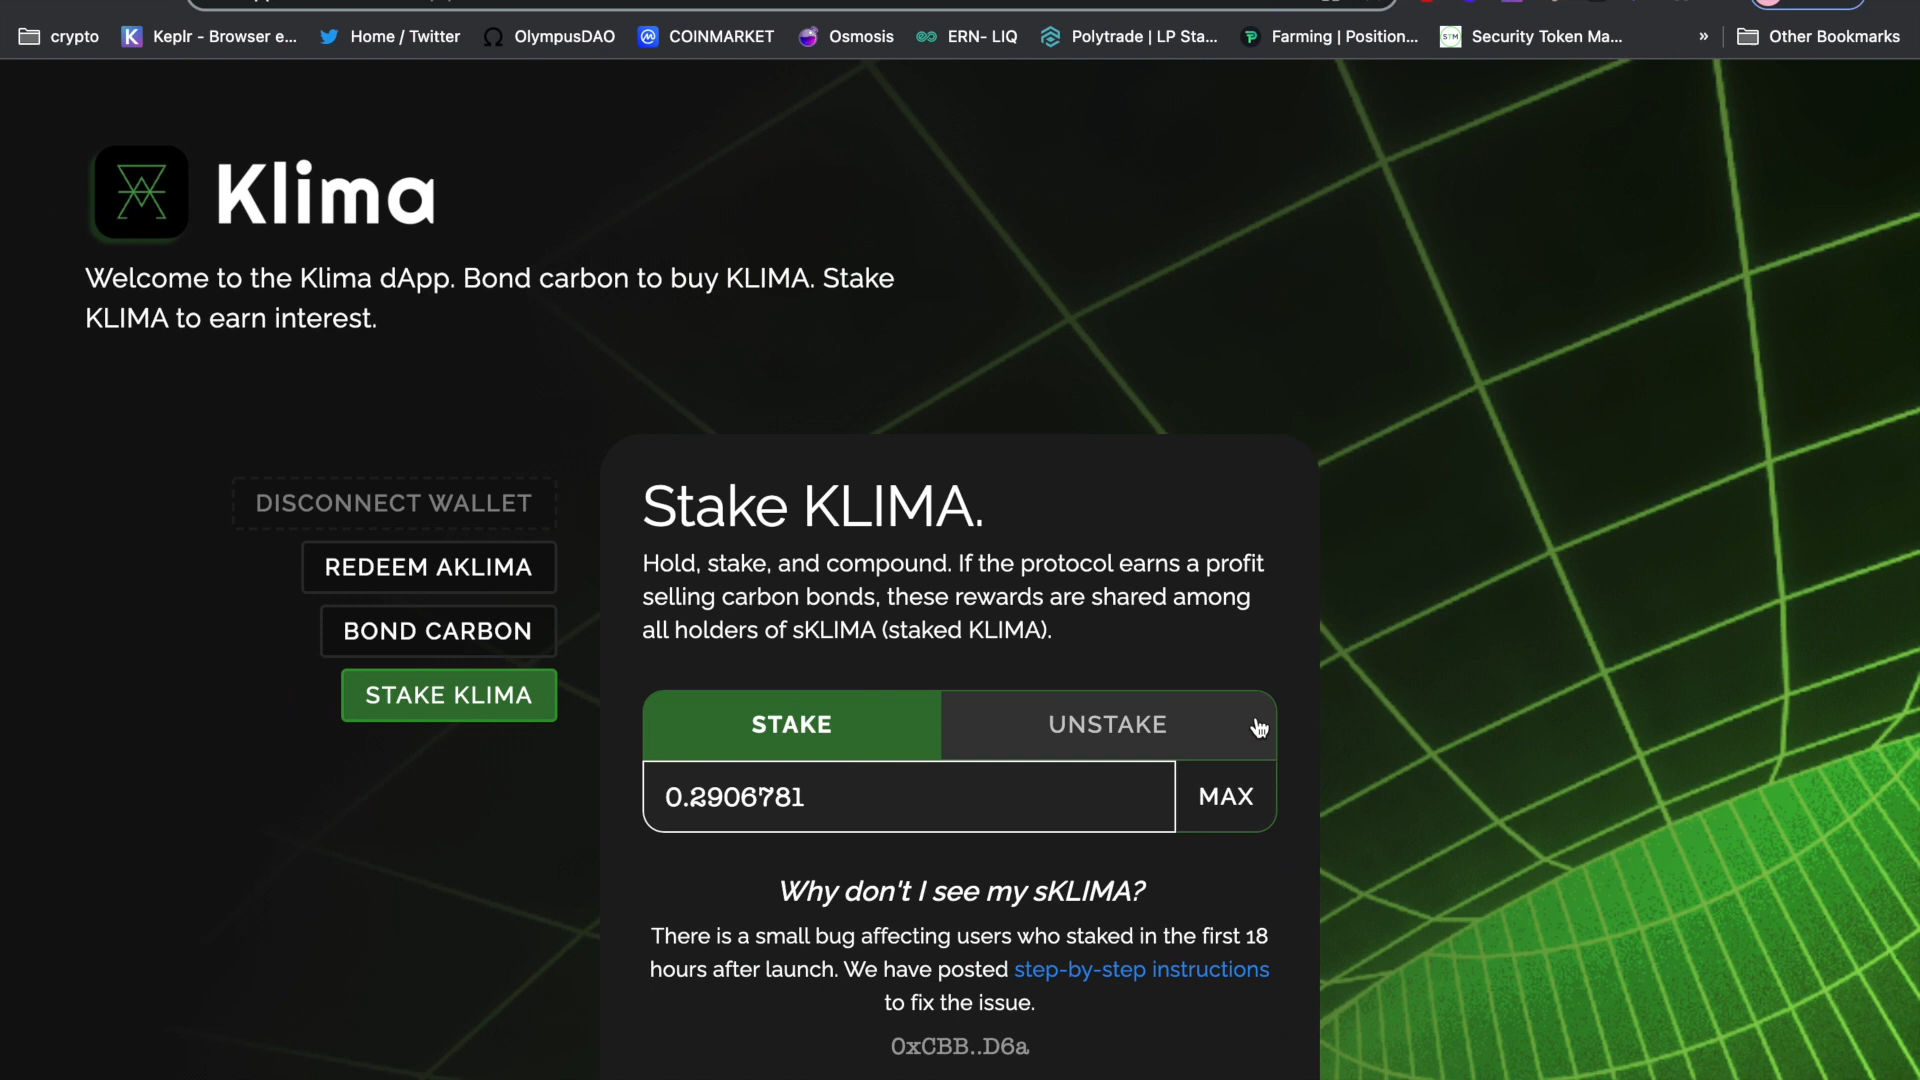 crypto
K
Keplr - Browser e...
Home / Twitter
OlympusDAO
COINMARKET
Osmosis
ERN- LIQ
Polytrade | LP Sta...
Farming | Position...
STM
Security Token Ma...
»
Other Bookmarks
Klima
Welcome to the Klima dApp. Bond carbon to buy KLIMA. Stake
KLIMA to earn interest.
DISCONNECT WALLET
REDEEM AKLIMA
BOND CARBON
STAKE KLIMA
Stake KLIMA.
Hold, stake, and compound. If the protocol earns a profit
selling carbon bonds, these rewards are shared among
all holders of sKLIMA (staked KLIMA).
STAKE
UNSTAKE
0.2906781
MAX
Why don't I see my sKLIMA?
There is a small bug affecting users who staked in the first 18
hours after launch. We have posted step-by-step instructions
to fix the issue.
0xCBB..D6a